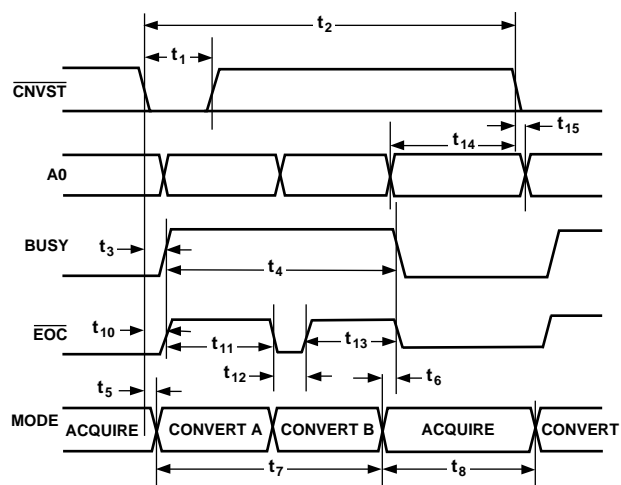 t2
t1
CNVST
t14
t15
A0
BUSY
t3
t4
EOC
t10
t11
t13
t12
t5
t6
MODE
ACQUIRE
CONVERT A
CONVERT B
ACQUIRE
CONVERT
t7
t8